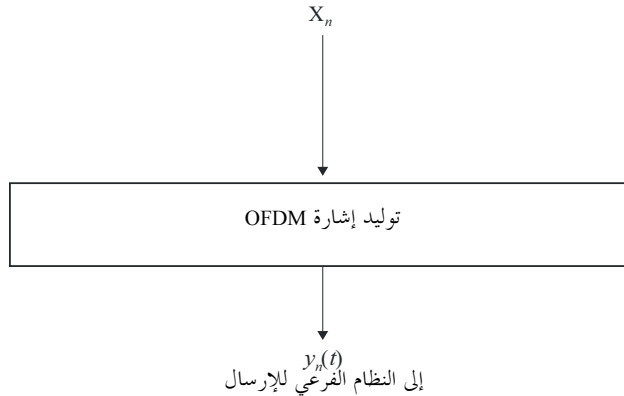 Xn
توليد إشارة OFDM
yn(t)
إلى النظام الفرعي للإرسال